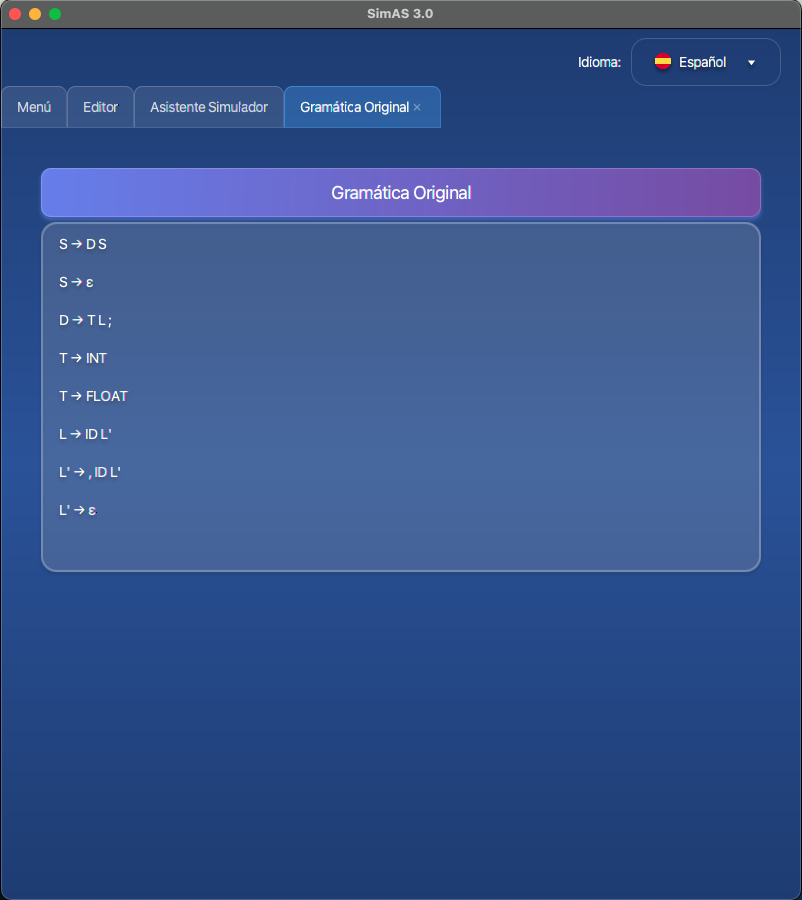 SimAS 3.0
Idioma: Español
Menú Editor Asistente Simulador Gramática Original ×
Gramática Original
S → D S
S → ε
D → T L ;
T → INT
T → FLOAT
L → ID L'
L' → , ID L'
L' → ε